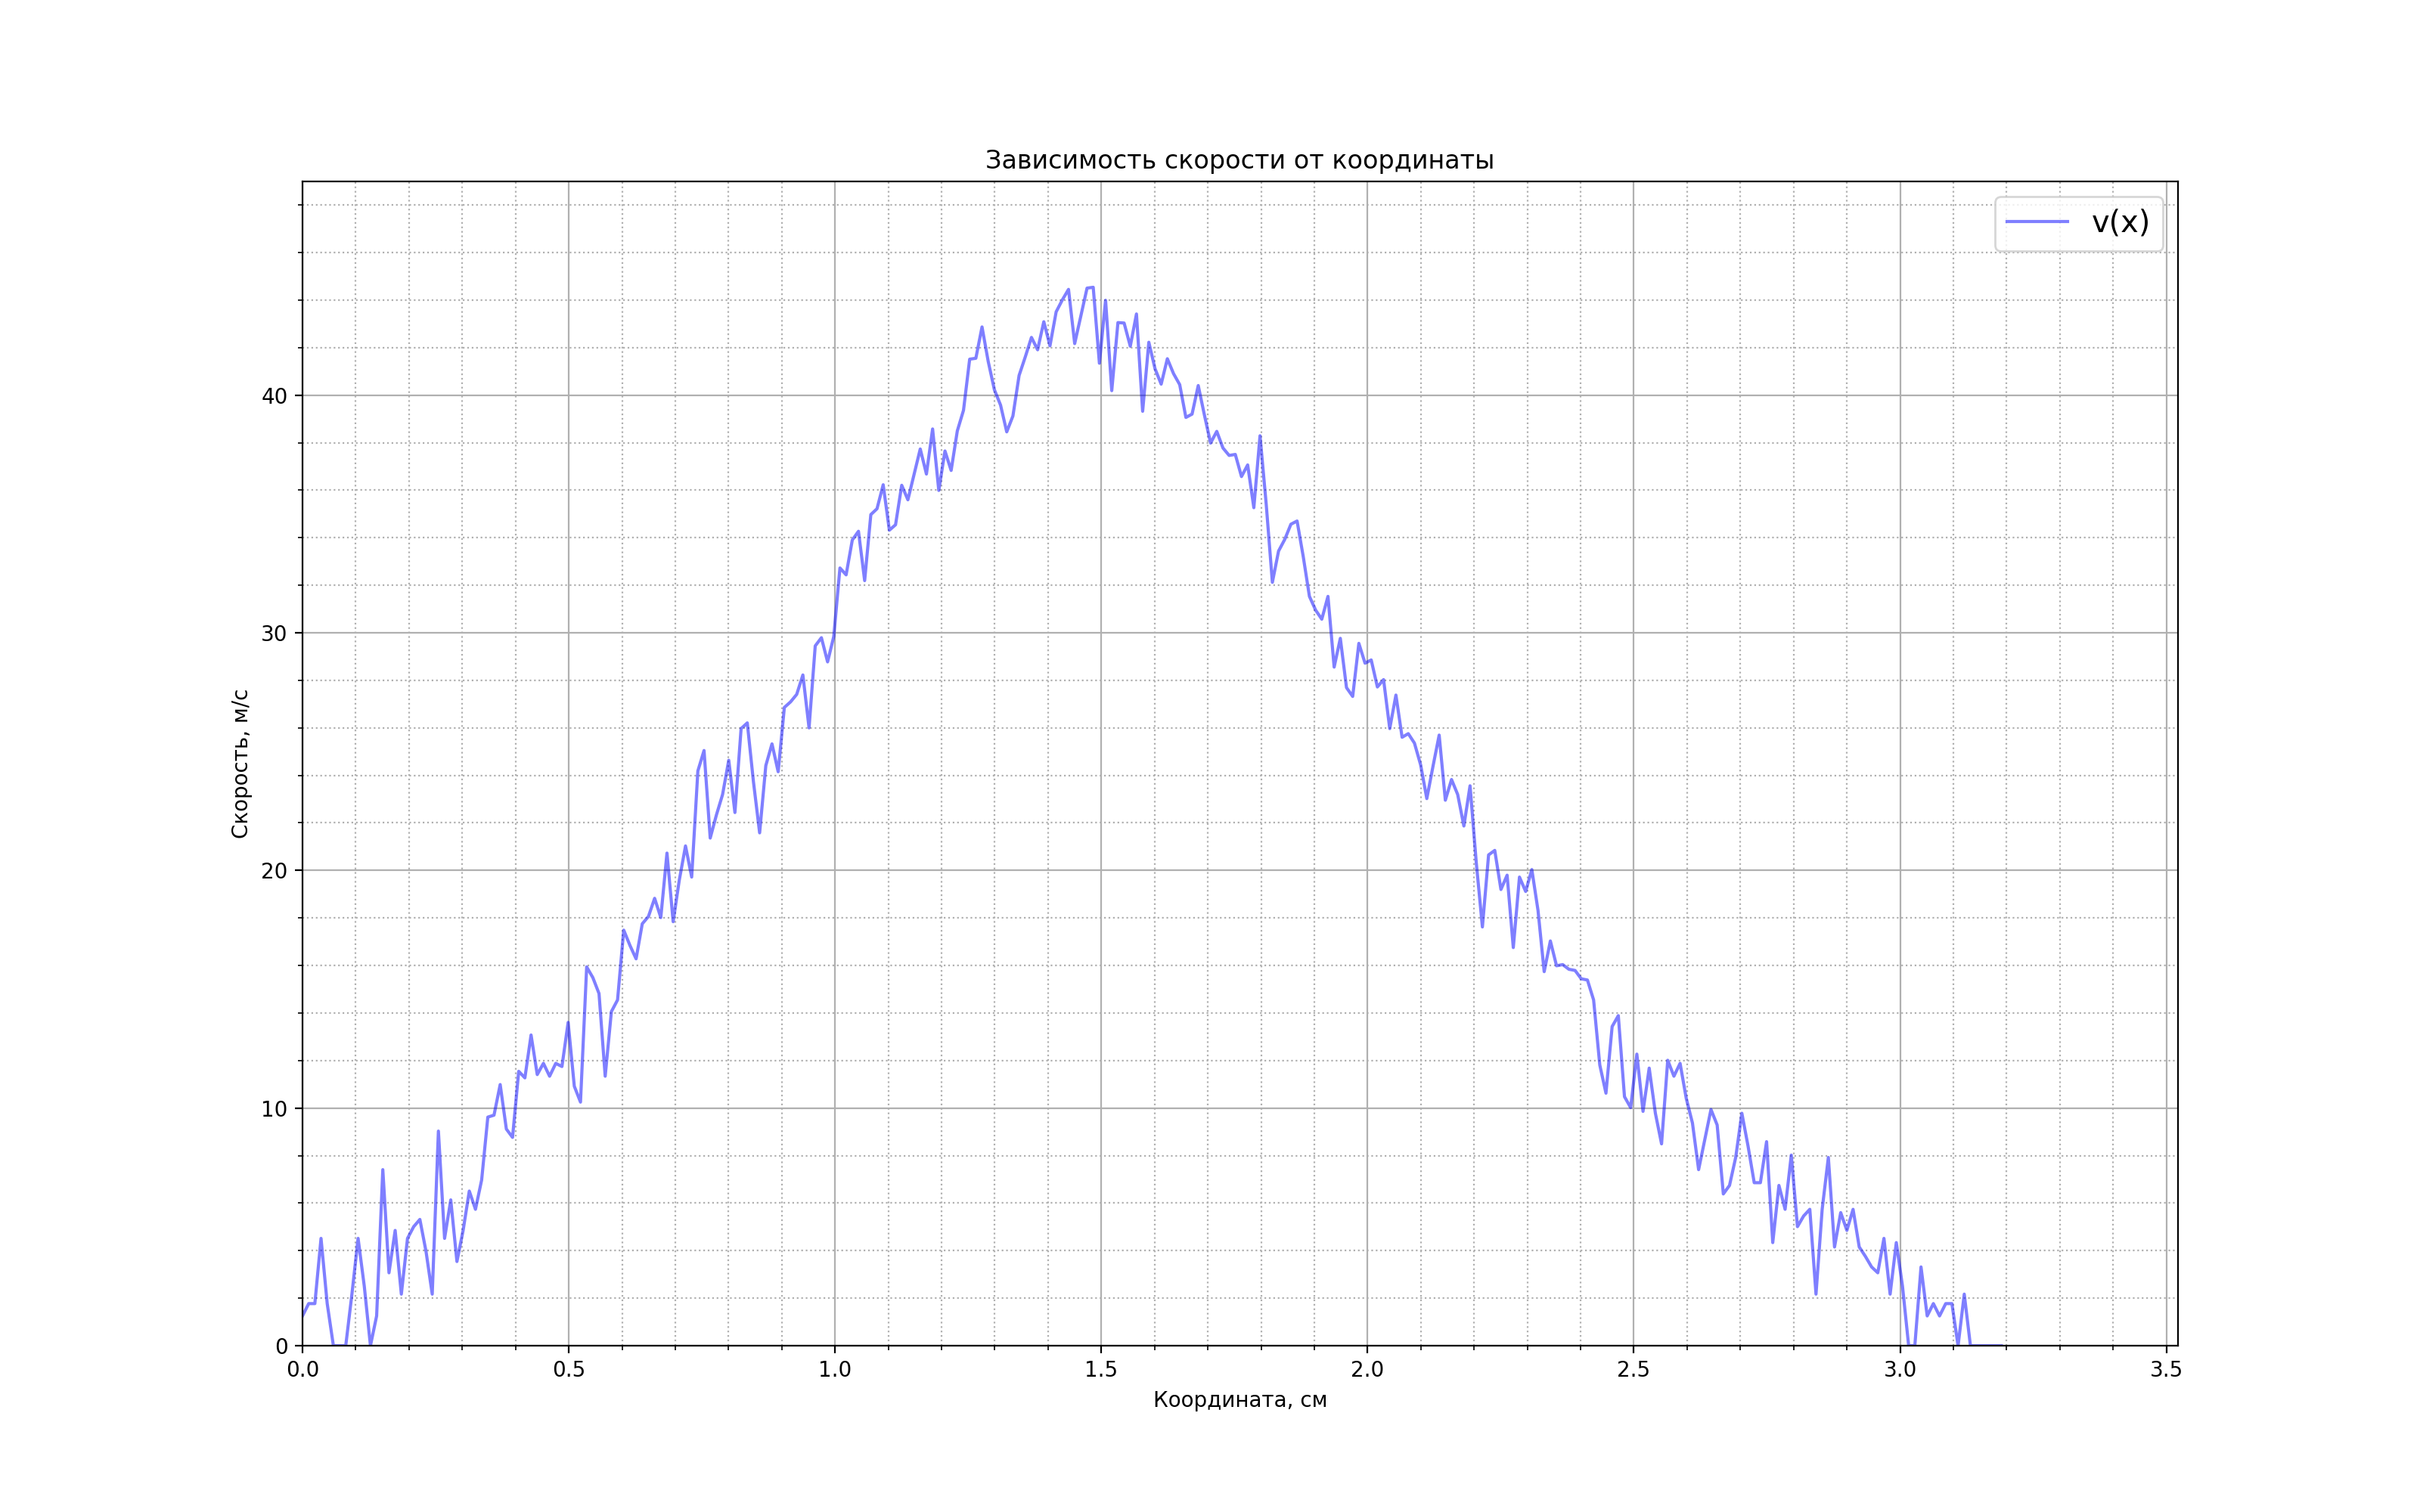 Зависимость скорости от координаты
v(x)
Скорость, м/с
40
30
20
10
0
0.0 0.5 1.0 1.5 2.0 2.5 3.0 3.5
Координата, см